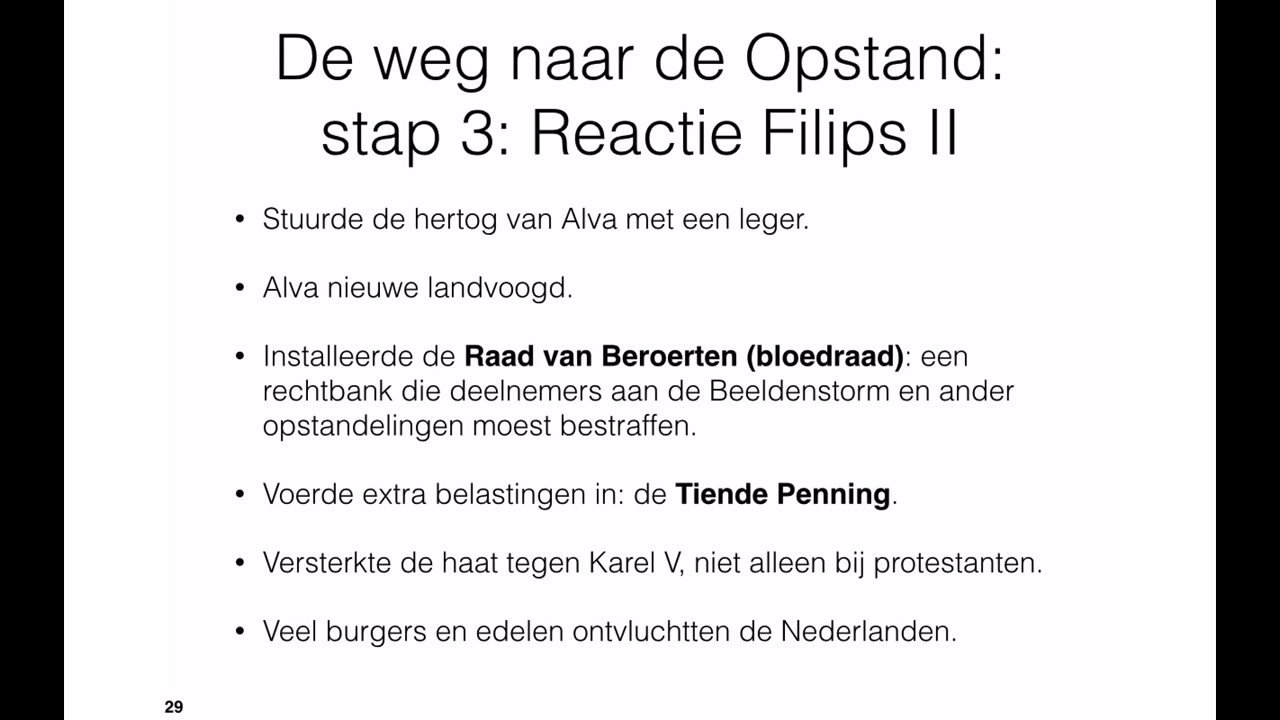 De weg naar de Opstand:
stap 3: Reactie Filips II
• Stuurde de hertog van Alva met een leger.
• Alva nieuwe landvoogd.
• Installeerde de Raad van Beroerten (bloedraad): een
rechtbank die deelnemers aan de Beeldenstorm en ander
opstandelingen moest bestraffen.
• Voerde extra belastingen in: de Tiende Penning.
• Versterkte de haat tegen Karel V, niet alleen bij protestanten.
• Veel burgers en edelen ontvluchtten de Nederlanden.
29